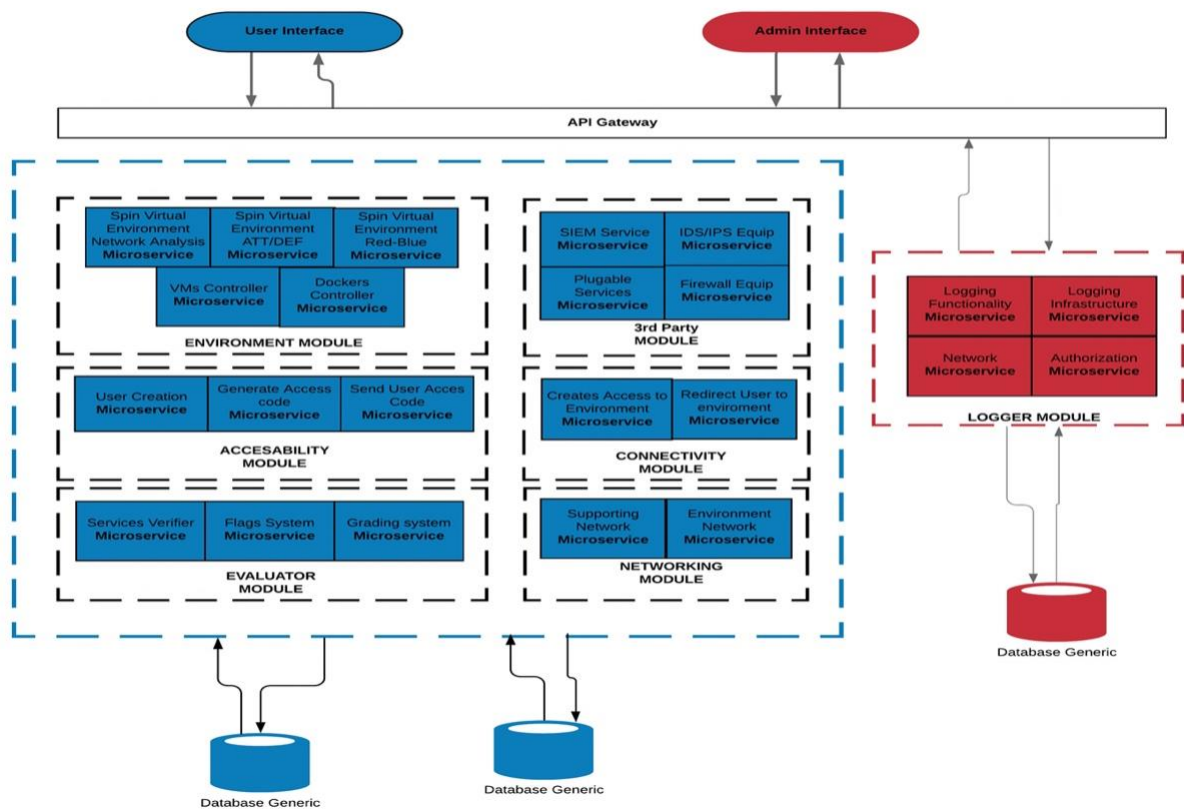 User Interface
Admin Interface
API Gateway
Spin Virtual
Environment
Network Analysis
Microservice
Spin Virtual
Environment
ATT/DEF
Microservice
Spin Virtual
Environment
Red-Blue
Microservice
VMs Controller
Microservice
Dockers
Controller
Microservice
ENVIRONMENT MODULE
SIEM Service
Microservice
IDS/IPS Equip
Microservice
Plugable
Services
Microservice
Firewall Equip
Microservice
3rd Party
MODULE
Logging
Functionality
Microservice
Logging
Infrastructure
Microservice
Network
Microservice
Authorization
Microservice
LOGGER MODULE
User Creation
Microservice
Generate Access
code
Microservice
Send User Acces
Code
Microservice
ACCESABILITY
MODULE
Creates Access to
Environment
Microservice
Redirect User to
enviroment
Microservice
CONNECTIVITY
MODULE
Services Verifier
Microservice
Flags System
Microservice
Grading system
Microservice
EVALUATOR
MODULE
Supporting
Network
Microservice
Environment
Network
Microservice
NETWORKING
MODULE
Database Generic
Database Generic
Database Generic